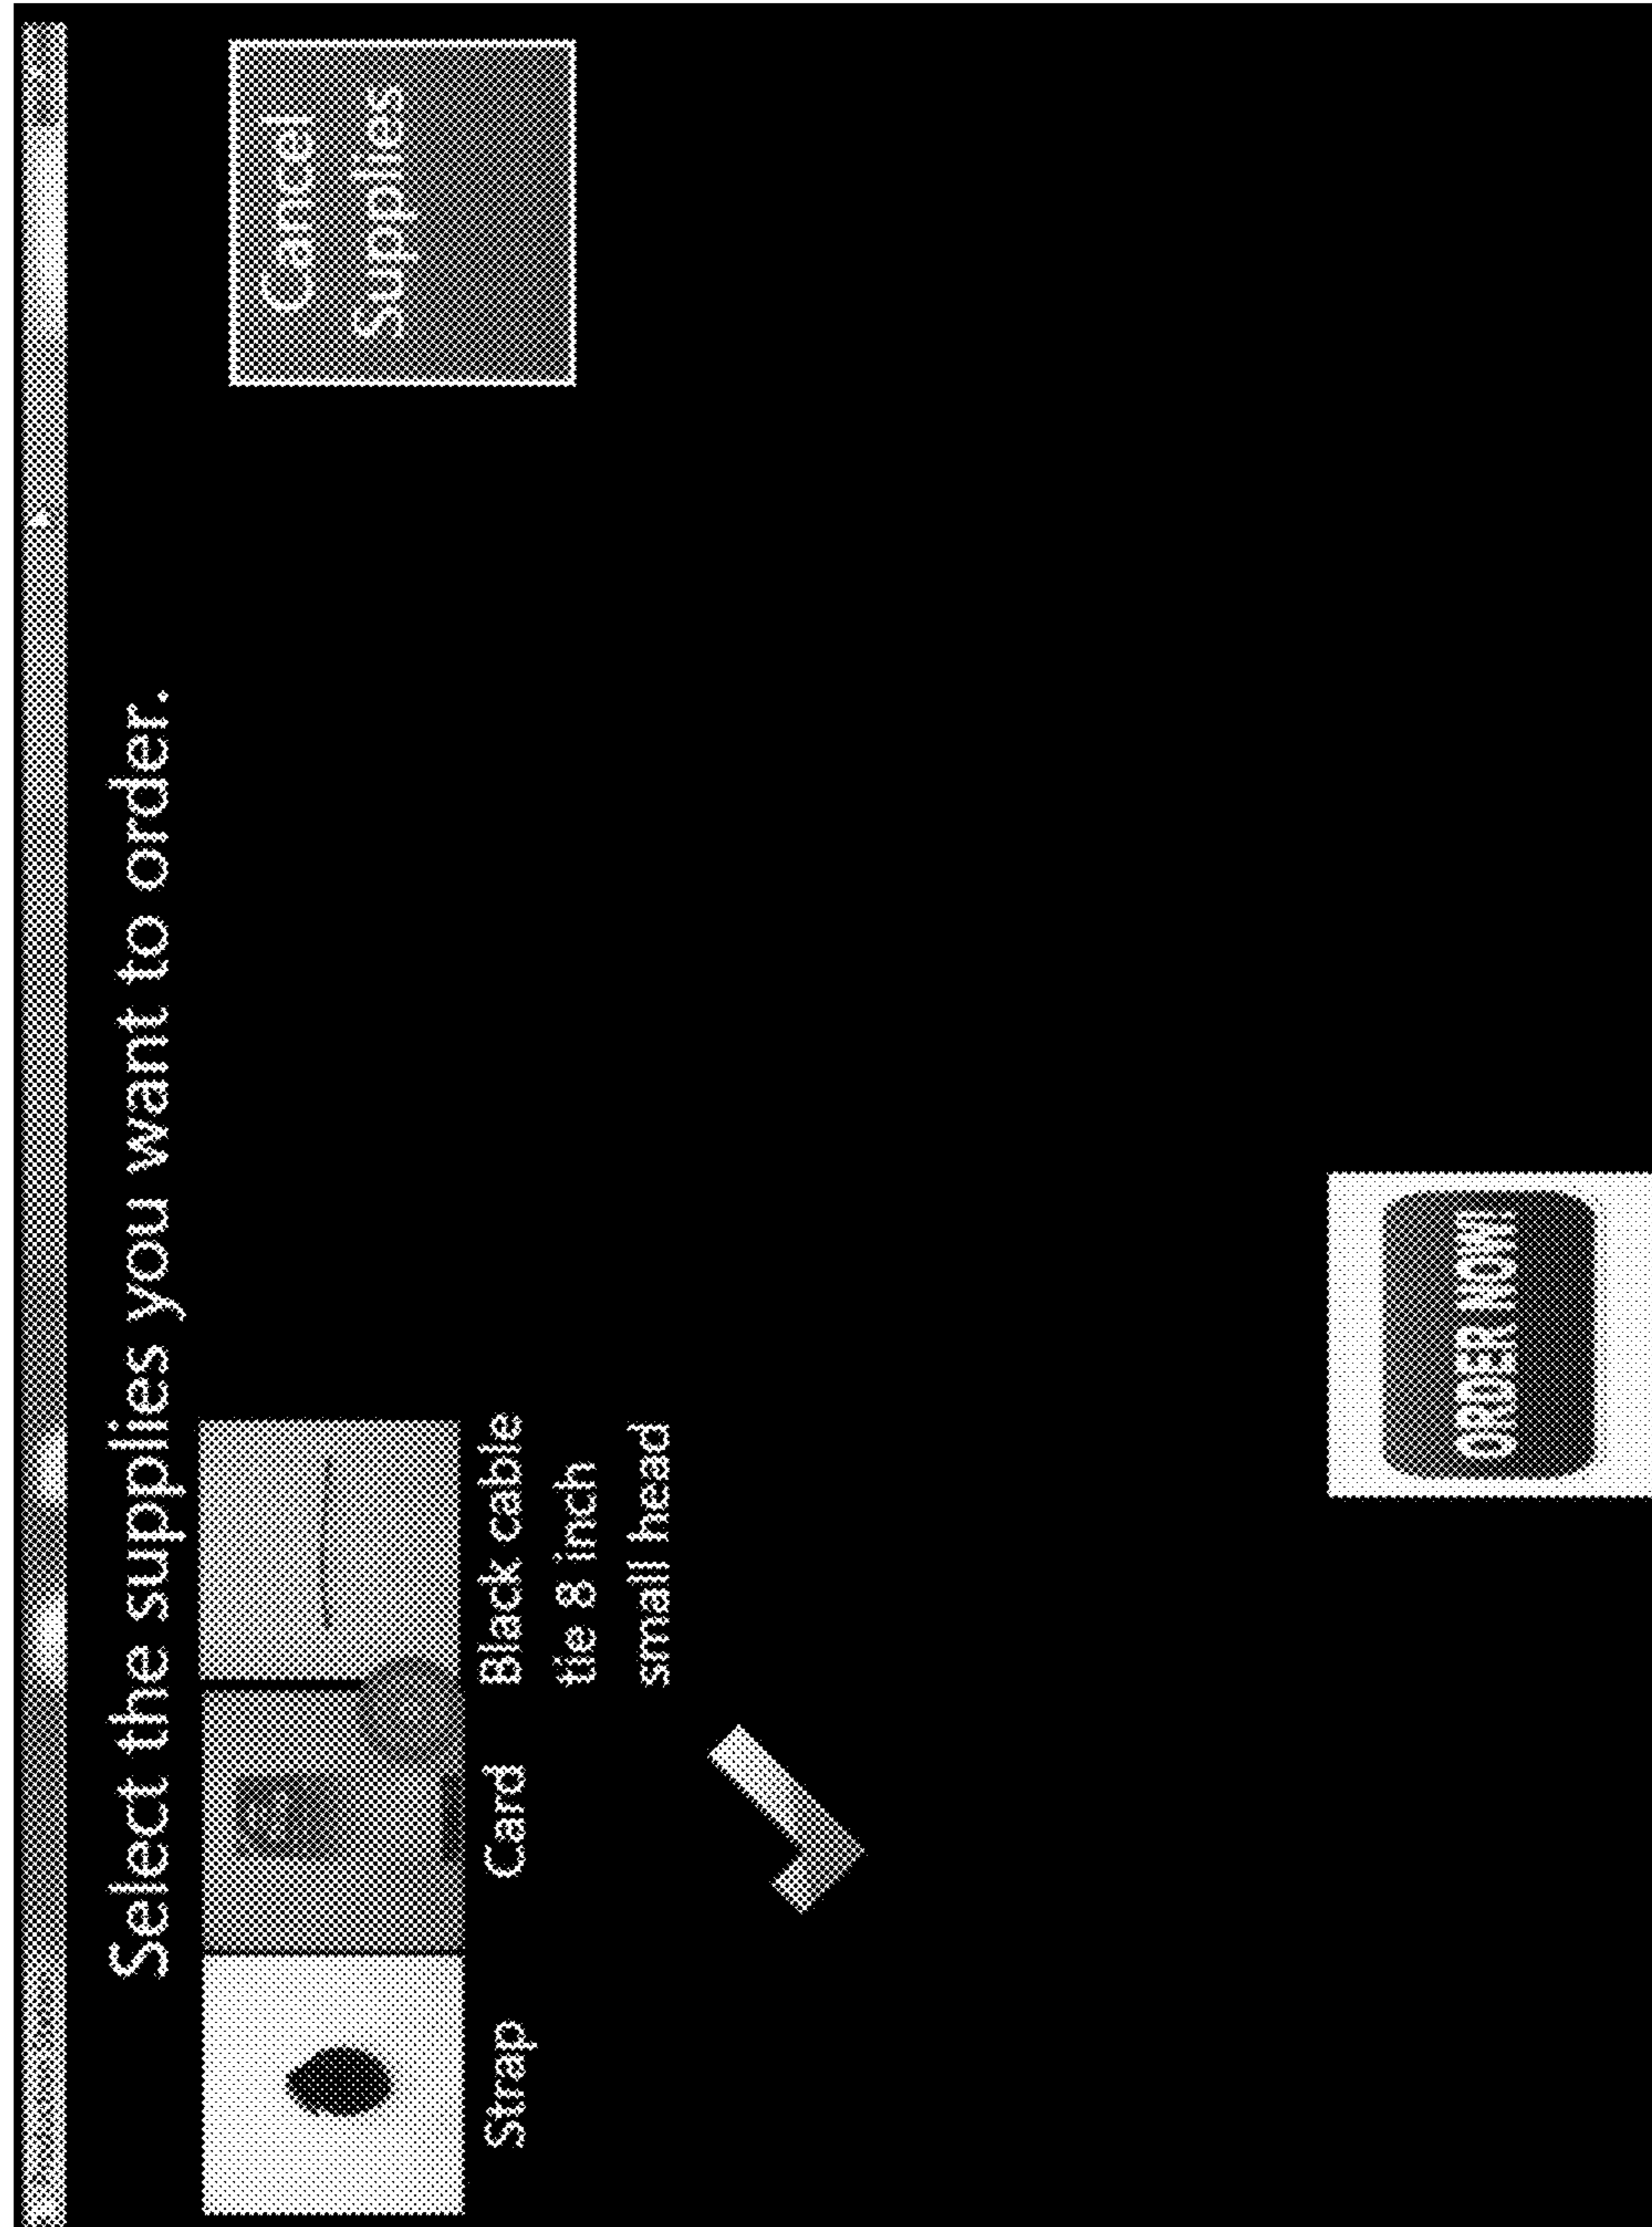 Select the supplies you want to order.
Cancel
Supplies
Strap
Card
Black cable
tie 8 inch
small head
ORDER NOW!